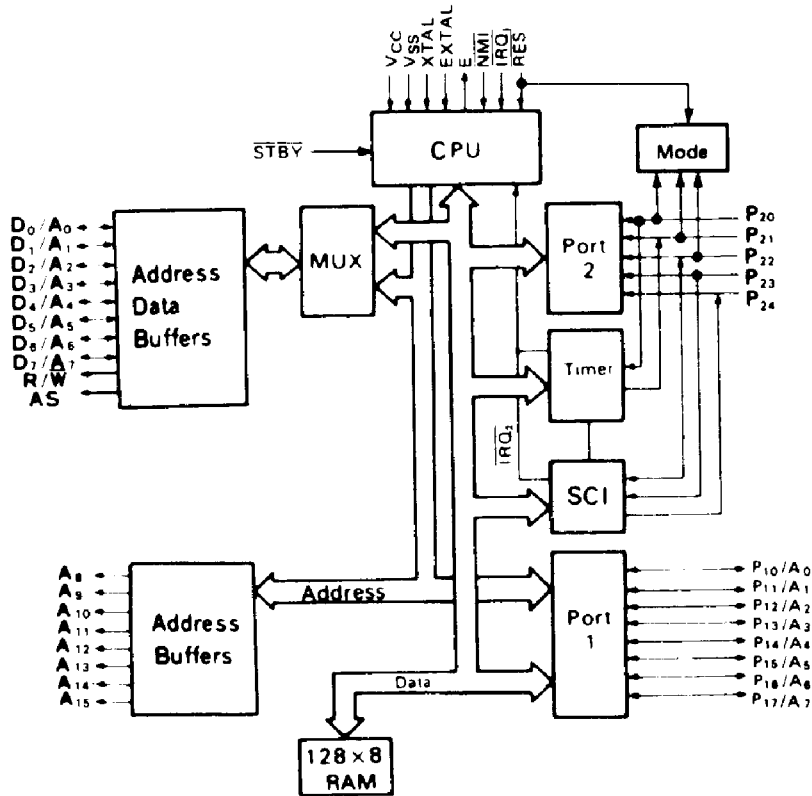 VCC
VSS
XTAL
EXTAL
E
NMI
IRQ1
RES
STBY
CPU
Mode
D0/A0
D1/A1
D2/A2
D3/A3
D4/A4
D5/A5
D6/A6
D7/A7
R/W
AS
Address
Data
Buffers
MUX
Port
2
P20
P21
P22
P23
P24
Timer
IRQ2
SCI
A8
A9
A10
A11
A12
A13
A14
A15
Address
Buffers
Address
Port
1
P10/A0
P11/A1
P12/A2
P13/A3
P14/A4
P15/A5
P16/A6
P17/A7
Data
128×8
RAM